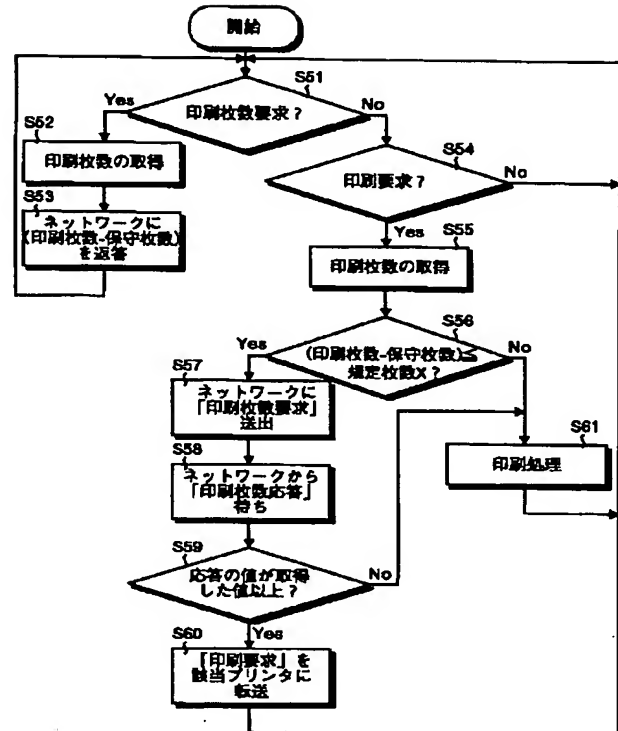 開始
S51
印刷枚数要求?
Yes
No
S52
印刷枚数の取得
S53
ネットワークに
(印刷枚数-保守枚数)
を返答
S54
印刷要求?
No
Yes
S55
印刷枚数の取得
S56
(印刷枚数-保守枚数)≦
規定枚数X?
Yes
No
S57
ネットワークに
「印刷枚数要求」
送出
S58
ネットワークから
「印刷枚数応答」
待ち
S59
応答の値が取得
した値以上?
No
Yes
S60
「印刷要求」を
該当プリンタに
転送
S61
印刷処理